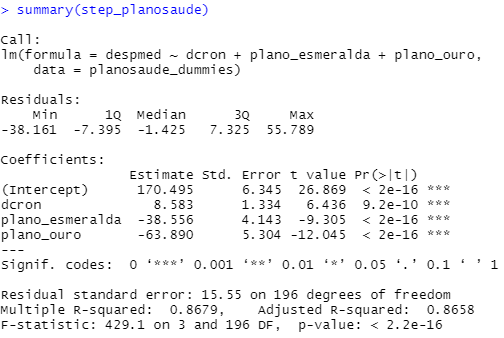 > summary(step_planosaude)
Call:
lm(formula = despmed ~ dcron + plano_esmeralda + plano_ouro,
    data = planosaude_dummies)
Residuals:
    Min      1Q  Median      3Q     Max
-38.161  -7.395  -1.425   7.325  55.789
Coefficients:
                Estimate Std. Error t value Pr(>|t|)
(Intercept)      170.495      6.345  26.869  < 2e-16 ***
dcron              8.583      1.334   6.436  9.2e-10 ***
plano_esmeralda  -38.556      4.143  -9.305  < 2e-16 ***
plano_ouro       -63.890      5.304 -12.045  < 2e-16 ***
---
Signif. codes:  0 ‘***’ 0.001 ‘**’ 0.01 ‘*’ 0.05 ‘.’ 0.1 ‘ ’ 1
Residual standard error: 15.55 on 196 degrees of freedom
Multiple R-squared:  0.8679,    Adjusted R-squared:  0.8658
F-statistic: 429.1 on 3 and 196 DF,  p-value: < 2.2e-16